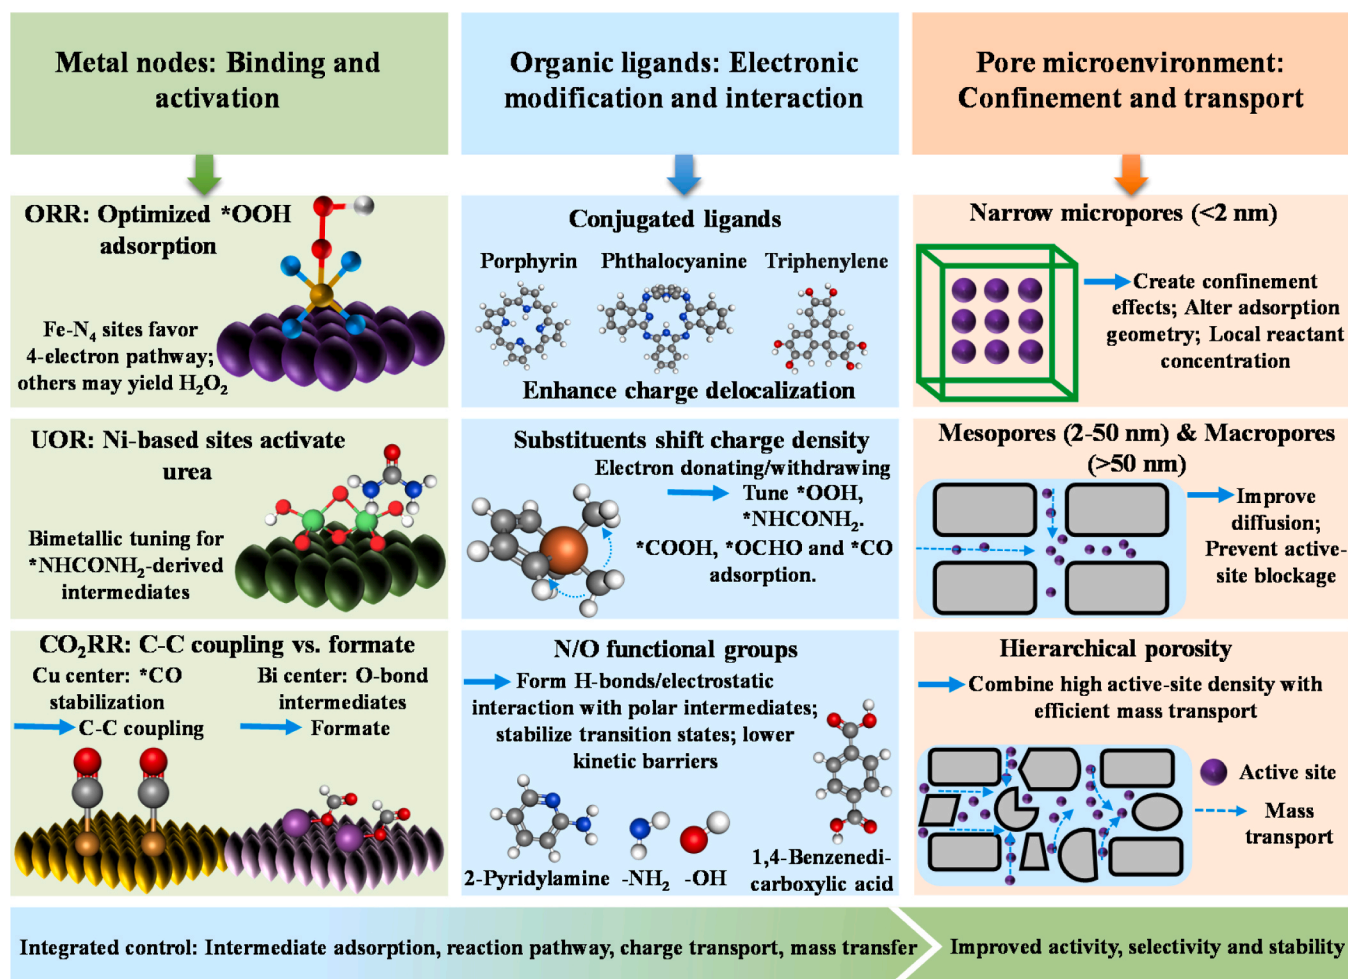 Metal nodes: Binding and
activation
Organic ligands: Electronic
modification and interaction
Pore microenvironment:
Confinement and transport
ORR: Optimized *OOH
adsorption
Fe-N₄ sites favor
4-electron pathway;
others may yield H₂O₂
UOR: Ni-based sites activate
urea
Bimetallic tuning for
*NHCONH₂-derived
intermediates
CO₂RR: C-C coupling vs. formate
Cu center: *CO
stabilization
C-C coupling
Bi center: O-bond
intermediates
Formate
Conjugated ligands
Porphyrin
Phthalocyanine
Triphenylene
Enhance charge delocalization
Substituents shift charge density
Electron donating/withdrawing
Tune *OOH,
*NHCONH₂.
*COOH, *OCHO and *CO
adsorption.
N/O functional groups
Form H-bonds/electrostatic
interaction with polar intermediates;
stabilize transition states; lower
kinetic barriers
2-Pyridylamine
-NH₂
-OH
1,4-Benzenedi-
carboxylic acid
Narrow micropores (<2 nm)
Create confinement
effects; Alter adsorption
geometry; Local reactant
concentration
Mesopores (2-50 nm) & Macropores
(>50 nm)
Improve
diffusion;
Prevent active-
site blockage
Hierarchical porosity
Combine high active-site density with
efficient mass transport
Active site
Mass
transport
Integrated control: Intermediate adsorption, reaction pathway, charge transport, mass transfer
Improved activity, selectivity and stability